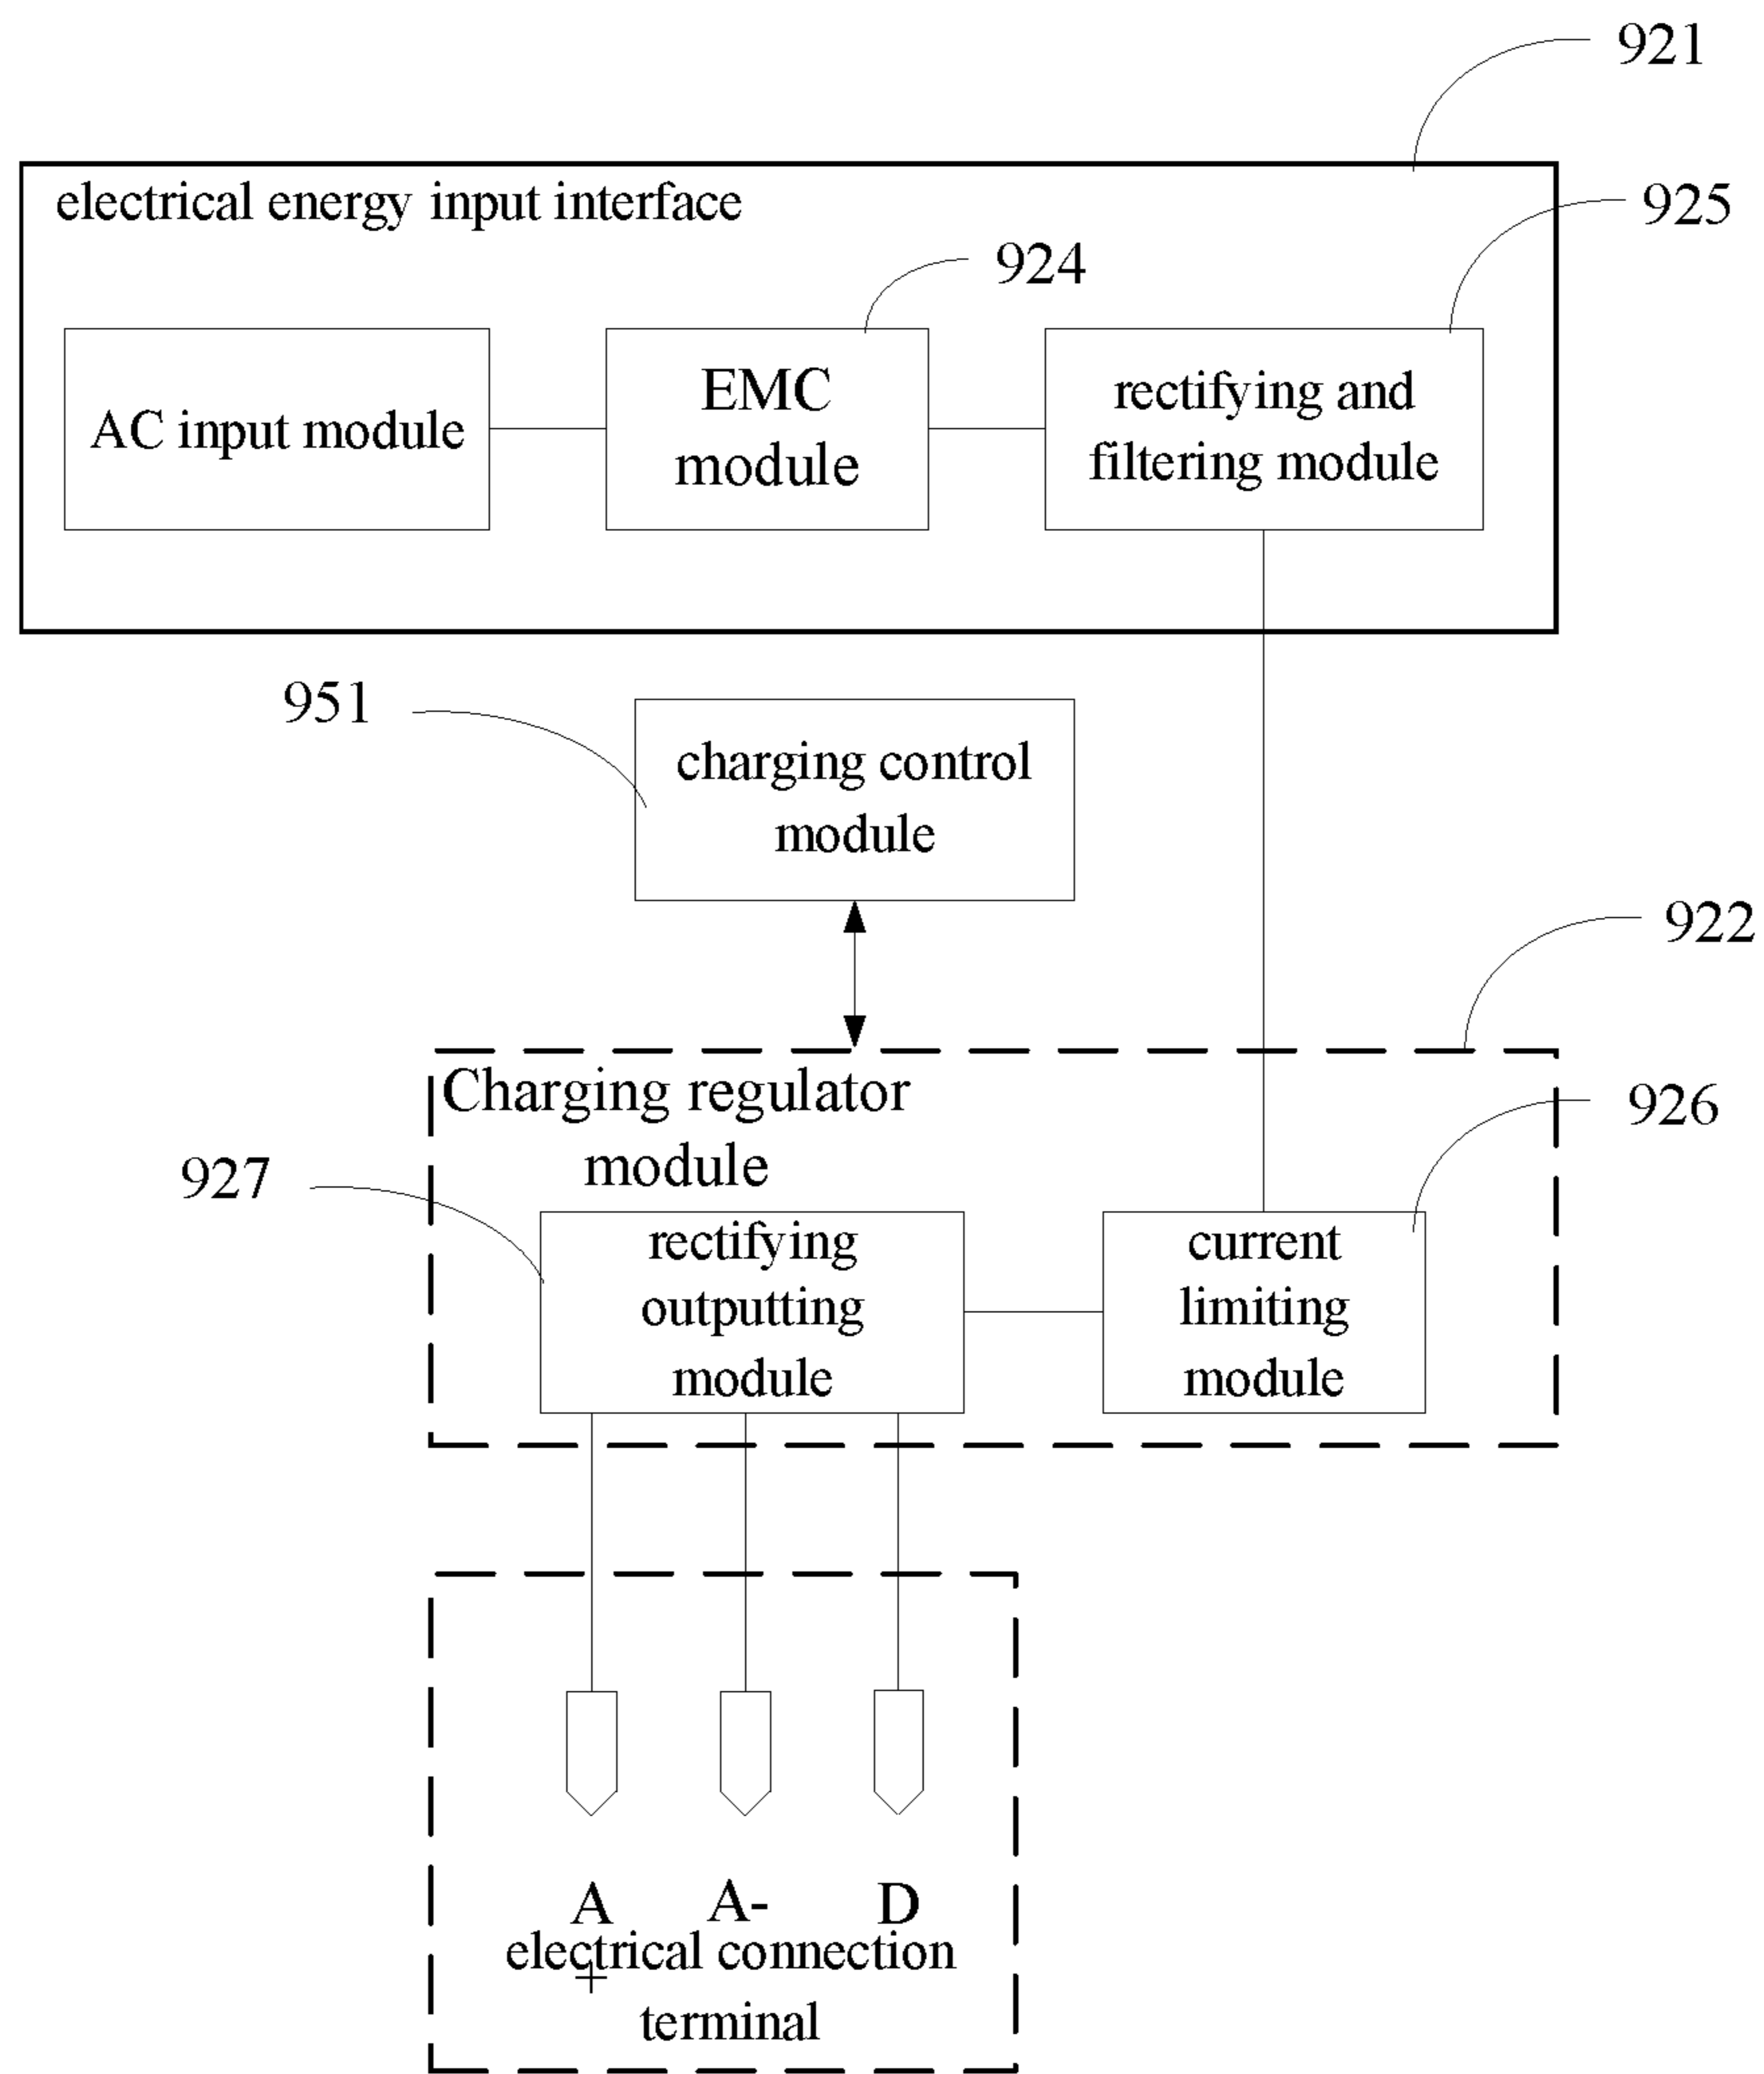 921
electrical energy input interface
925
924
AC input module
EMC
module
rectifying and
filtering module
951
charging control
module
922
Charging regulator
module
926
927
rectifying
outputting
module
current
limiting
module
A
+
A-
D
electrical connection
terminal